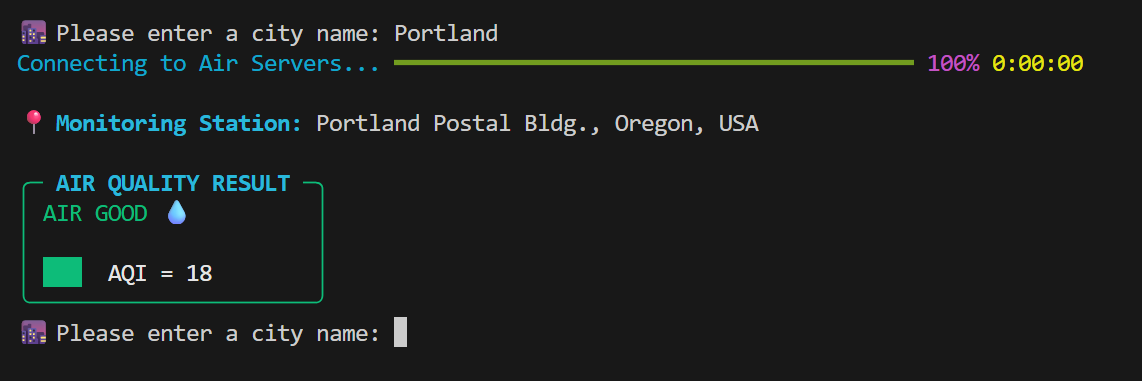 Please enter a city name: Portland
Connecting to Air Servers... 100% 0:00:00
Monitoring Station: Portland Postal Bldg., Oregon, USA
AIR QUALITY RESULT
AIR GOOD
AQI = 18
Please enter a city name: